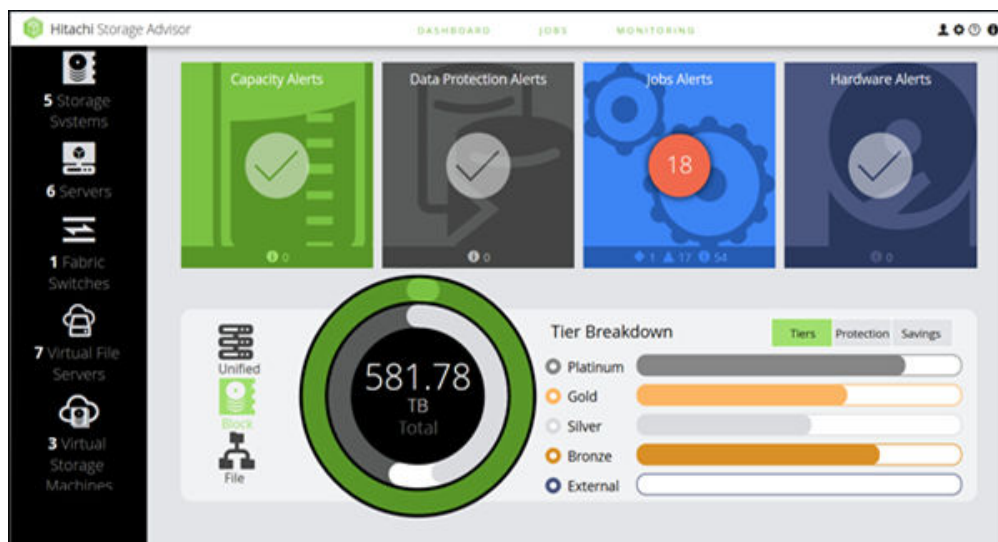 Hitachi Storage Advisor
DASHBOARD JOBS MONITORING
5 Storage
Systems
6 Servers
1 Fabric
Switches
7 Virtual File
Servers
3 Virtual
Storage
Machines
Capacity Alerts
0
Data Protection Alerts
0
Jobs Alerts
18
1 17 54
Hardware Alerts
0
Unified
Block
File
581.78
TB
Total
Tier Breakdown
Tiers Protection Savings
Platinum
Gold
Silver
Bronze
External